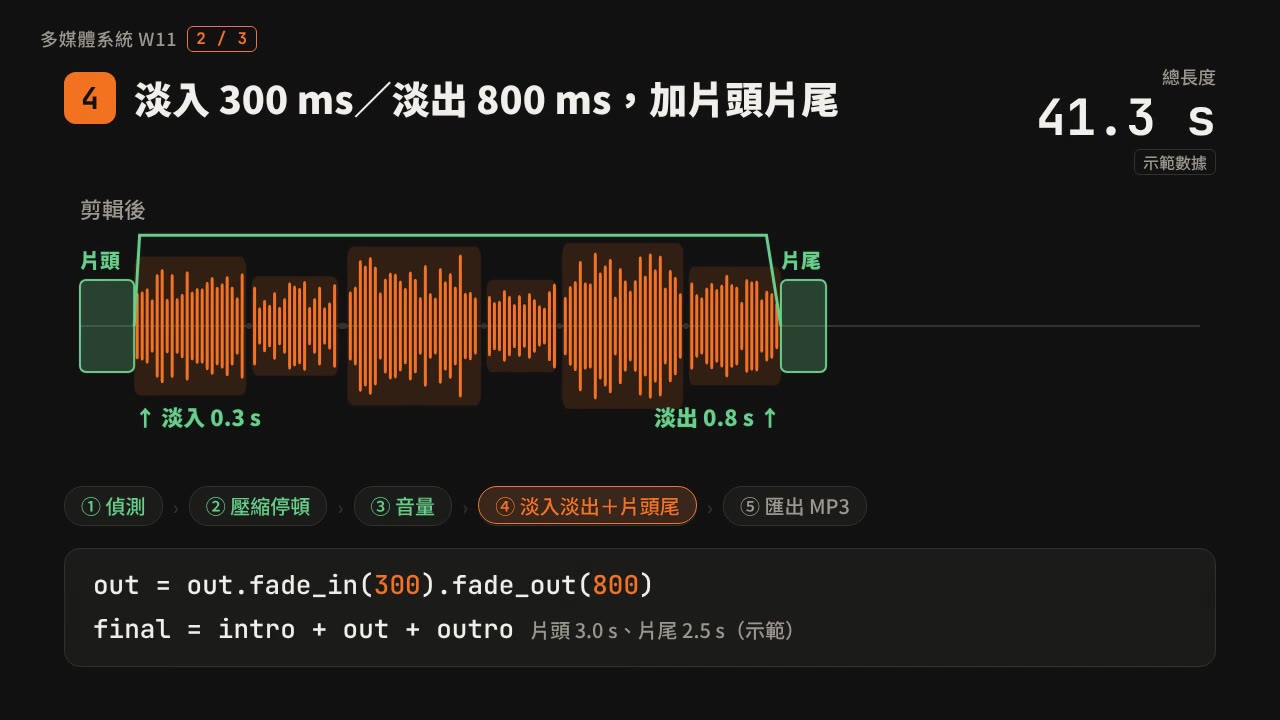 多媒體系統 W11 2 / 3
4 淡入 300 ms／淡出 800 ms，加片頭片尾
總長度
41.3 s
示範數據
剪輯後
片頭
片尾
↑ 淡入 0.3 s
淡出 0.8 s ↑
① 偵測 › ② 壓縮停頓 › ③ 音量 › ④ 淡入淡出＋片頭尾 › ⑤ 匯出 MP3
out = out.fade_in(300).fade_out(800)
final = intro + out + outro 片頭 3.0 s、片尾 2.5 s（示範）